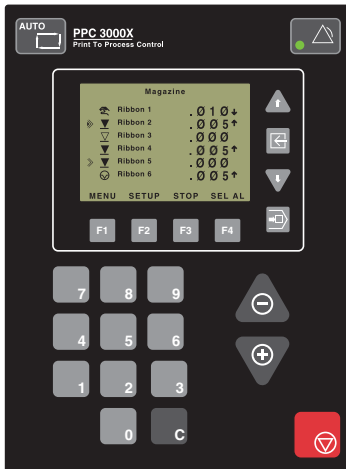 AUTO
PPC 3000X
Print To Process Control
Magazine
Ribbon 1 .010↓
Ribbon 2 .005↑
Ribbon 3 .000
Ribbon 4 .005↑
Ribbon 5 .000
Ribbon 6 .005↑
MENU SETUP STOP SEL AL
F1 F2 F3 F4
7 8 9
4 5 6
1 2 3
0 C